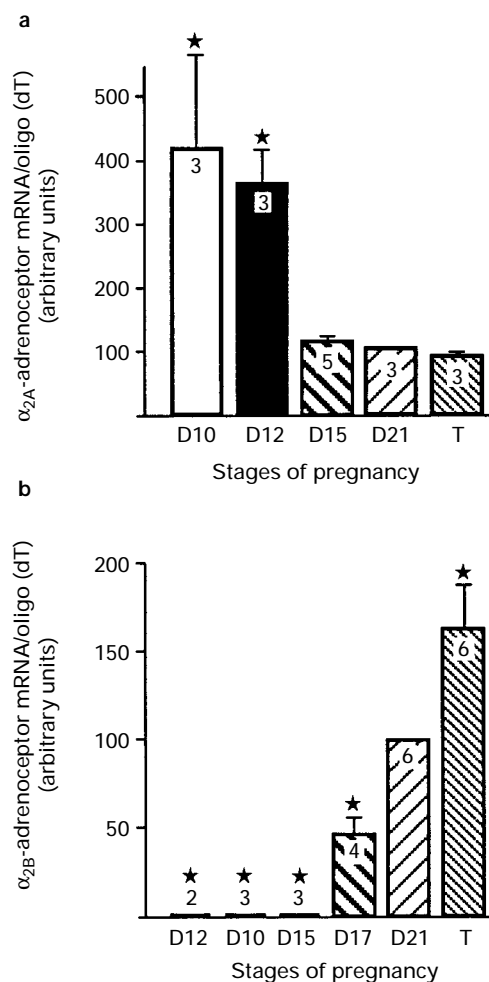 a
α2A-adrenoceptor mRNA/oligo (dT)
(arbitrary units)
500
400
300
200
100
★
★
3
3
5
3
3
D10 D12 D15 D21 T
Stages of pregnancy
b
α2B-adrenoceptor mRNA/oligo (dT)
(arbitrary units)
200
150
100
50
★
★
★ ★ ★
2 3 3
4
6
6
D12 D10 D15 D17 D21 T
Stages of pregnancy